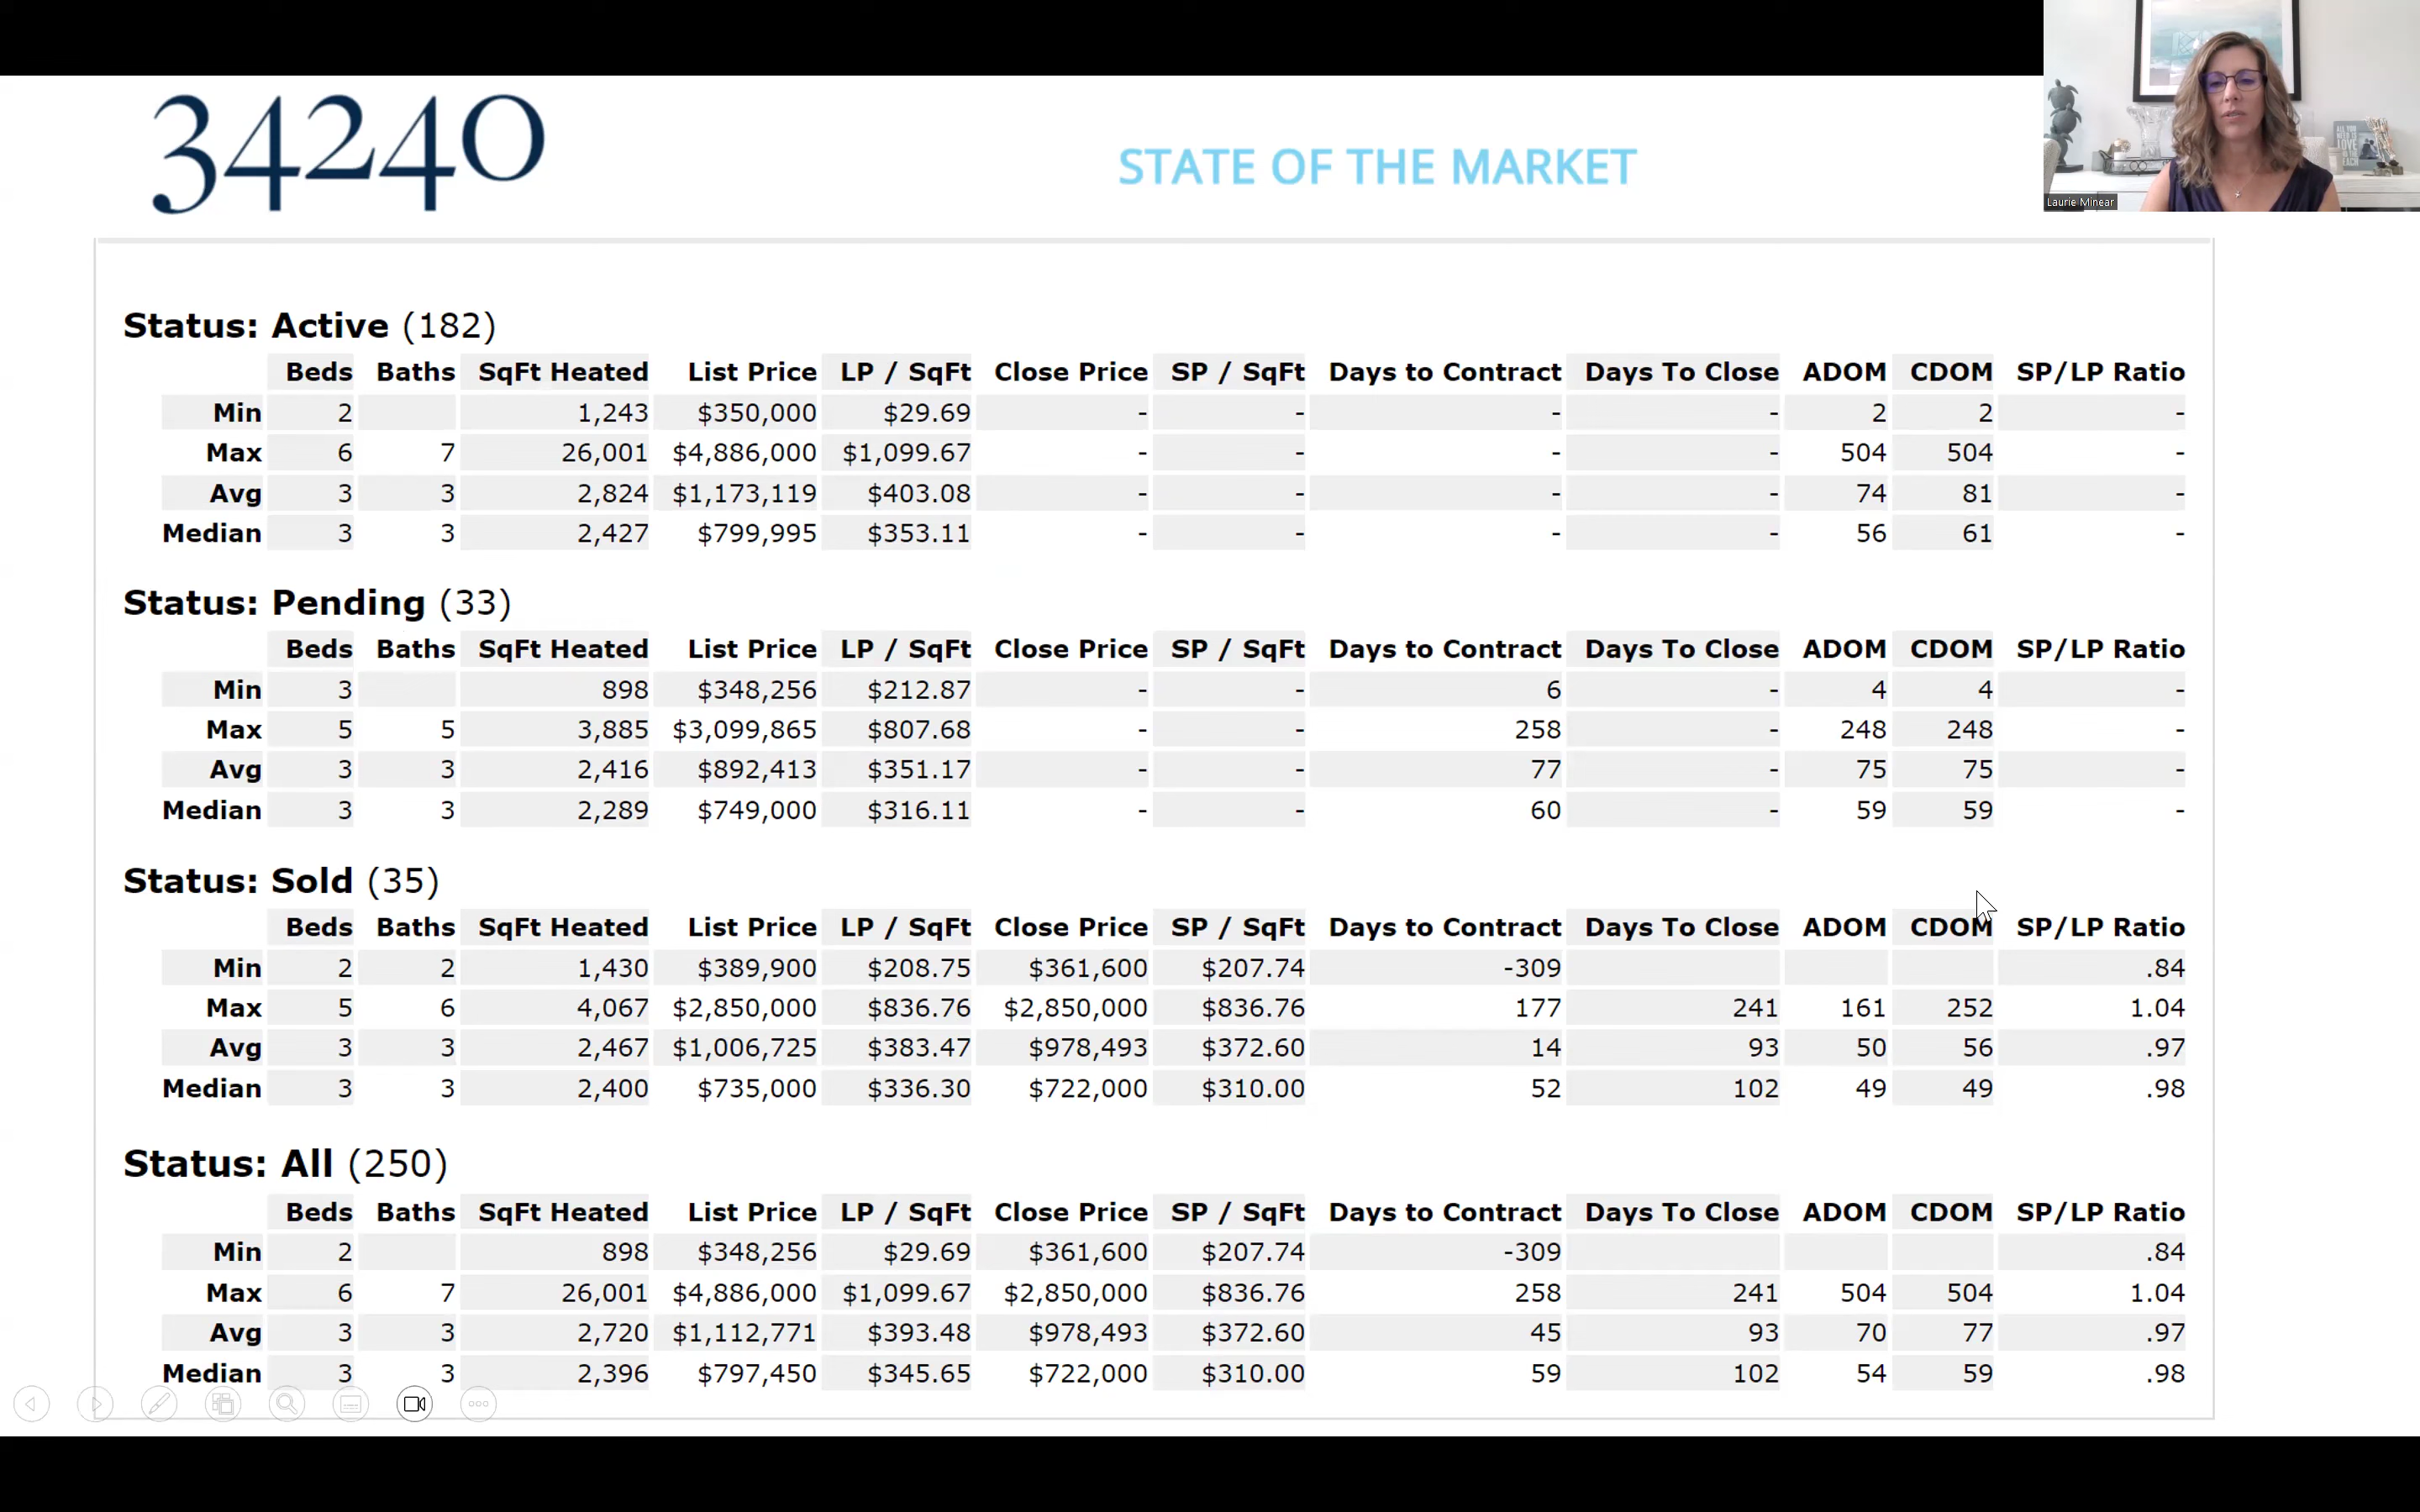 34240
STATE OF THE MARKET
Laurie Minear
Status: Active (182)
Beds Baths SqFt Heated List Price LP / SqFt Close Price SP / SqFt Days to Contract Days To Close ADOM CDOM SP/LP Ratio
Min 2 1,243 $350,000 $29.69 - - - - 2 2 -
Max 6 7 26,001 $4,886,000 $1,099.67 - - - - 504 504 -
Avg 3 3 2,824 $1,173,119 $403.08 - - - - 74 81 -
Median 3 3 2,427 $799,995 $353.11 - - - - 56 61 -
Status: Pending (33)
Beds Baths SqFt Heated List Price LP / SqFt Close Price SP / SqFt Days to Contract Days To Close ADOM CDOM SP/LP Ratio
Min 3 898 $348,256 $212.87 - - 6 - 4 4 -
Max 5 5 3,885 $3,099,865 $807.68 - - 258 - 248 248 -
Avg 3 3 2,416 $892,413 $351.17 - - 77 - 75 75 -
Median 3 3 2,289 $749,000 $316.11 - - 60 - 59 59 -
Status: Sold (35)
Beds Baths SqFt Heated List Price LP / SqFt Close Price SP / SqFt Days to Contract Days To Close ADOM CDOM SP/LP Ratio
Min 2 2 1,430 $389,900 $208.75 $361,600 $207.74 -309 .84
Max 5 6 4,067 $2,850,000 $836.76 $2,850,000 $836.76 177 241 161 252 1.04
Avg 3 3 2,467 $1,006,725 $383.47 $978,493 $372.60 14 93 50 56 .97
Median 3 3 2,400 $735,000 $336.30 $722,000 $310.00 52 102 49 49 .98
Status: All (250)
Beds Baths SqFt Heated List Price LP / SqFt Close Price SP / SqFt Days to Contract Days To Close ADOM CDOM SP/LP Ratio
Min 2 898 $348,256 $29.69 $361,600 $207.74 -309 .84
Max 6 7 26,001 $4,886,000 $1,099.67 $2,850,000 $836.76 258 241 504 504 1.04
Avg 3 3 2,720 $1,112,771 $393.48 $978,493 $372.60 45 93 70 77 .97
Median 3 3 2,396 $797,450 $345.65 $722,000 $310.00 59 102 54 59 .98